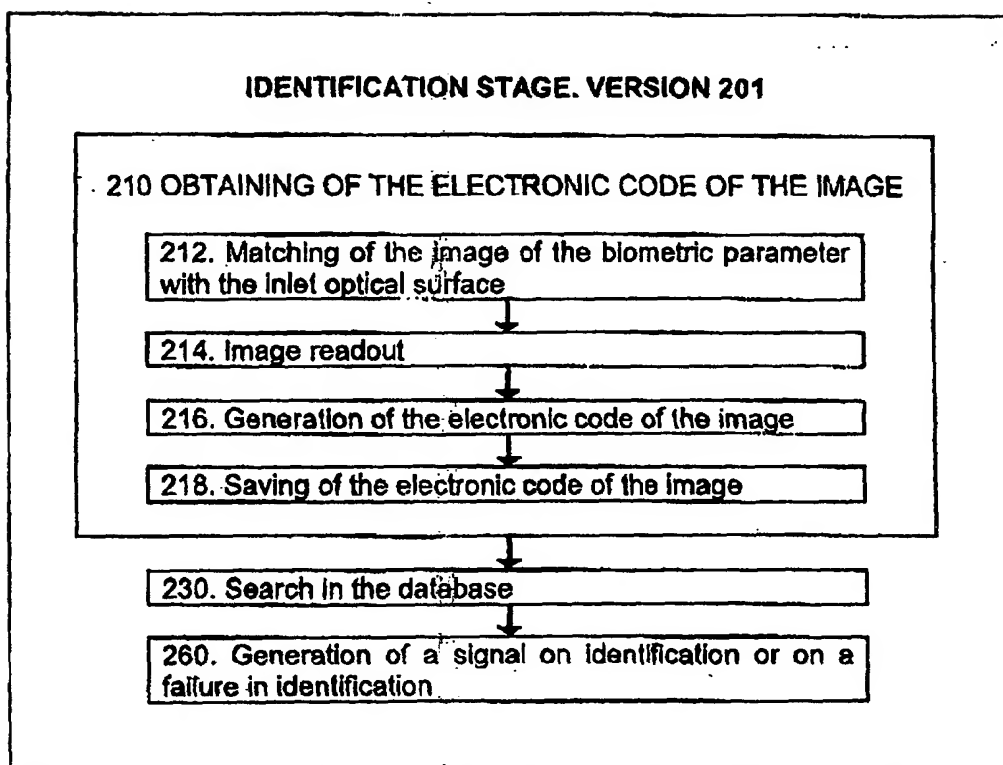 IDENTIFICATION STAGE. VERSION 201
210 OBTAINING OF THE ELECTRONIC CODE OF THE IMAGE
212. Matching of the image of the biometric parameter
with the inlet optical surface
214. Image readout
216. Generation of the electronic code of the image
218. Saving of the electronic code of the image
230. Search in the database
260. Generation of a signal on identification or on a
failure in identification